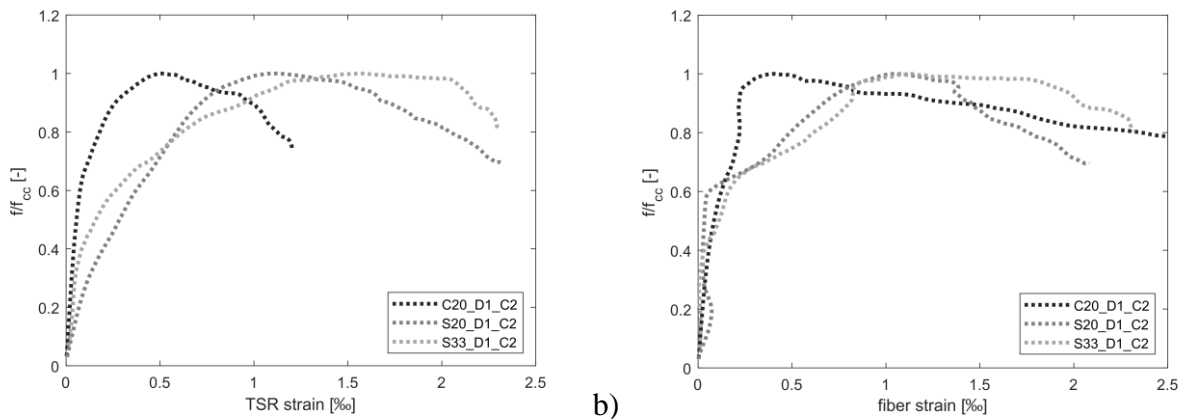 1.2
1
0.8
0.6
0.4
0.2
0
f/fcc [-]
0 0.5 1 1.5 2 2.5
TSR strain [‰]
C20_D1_C2
S20_D1_C2
S33_D1_C2
b)
1.2
1
0.8
0.6
0.4
0.2
0
f/fcc [-]
0 0.5 1 1.5 2 2.5
fiber strain [‰]
C20_D1_C2
S20_D1_C2
S33_D1_C2